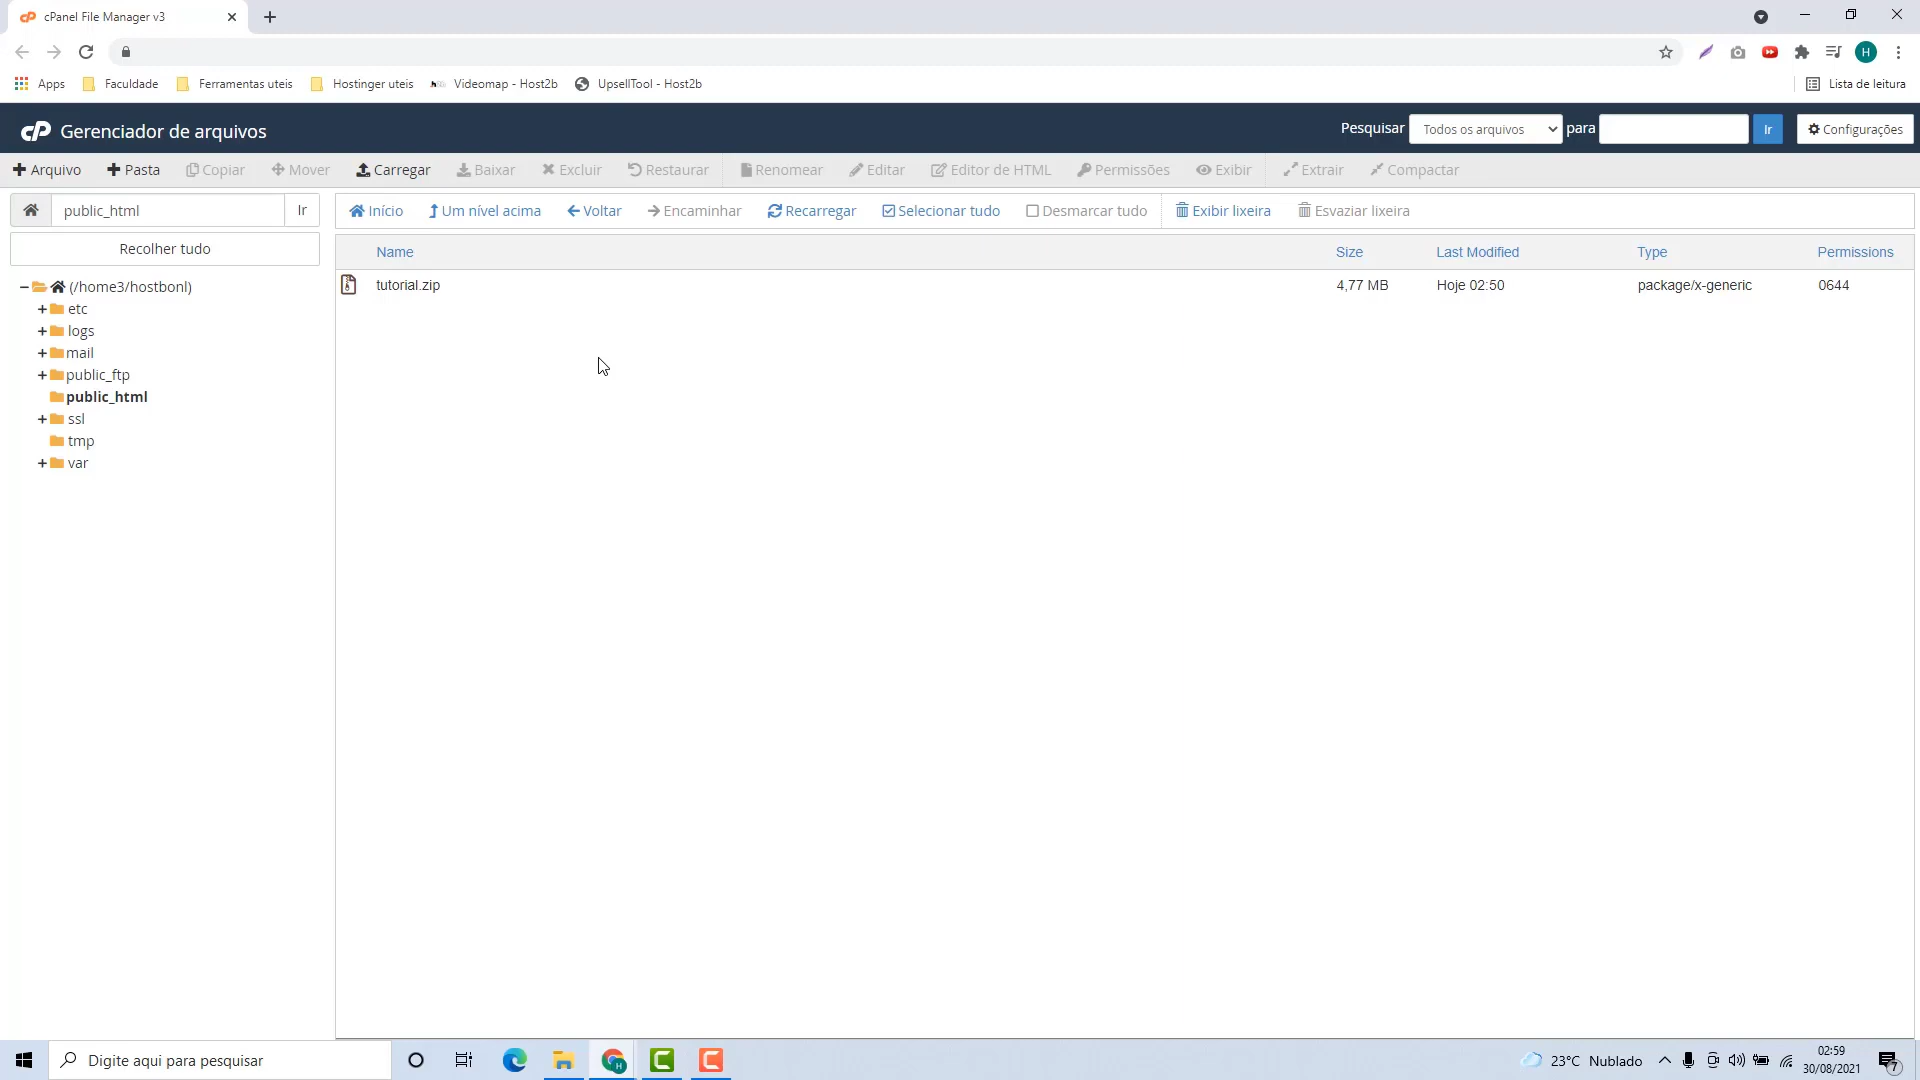 cPanel File Manager v3
H
Apps Faculdade Ferramentas uteis Hostinger uteis Videomap - Host2b UpsellTool - Host2b Lista de leitura
cP Gerenciador de arquivos Pesquisar Todos os arquivos para Ir Configurações
Arquivo Pasta Copiar Mover Carregar Baixar Excluir Restaurar Renomear Editar Editor de HTML Permissões Exibir Extrair Compactar
public_html Ir Início Um nível acima Voltar Encaminhar Recarregar Selecionar tudo Desmarcar tudo Exibir lixeira Esvaziar lixeira
Recolher tudo
Name Size Last Modified Type Permissions
tutorial.zip 4,77 MB Hoje 02:50 package/x-generic 0644
(/home3/hostbonl)
etc
logs
mail
public_ftp
public_html
ssl
tmp
var
Digite aqui para pesquisar
23°C Nublado
02:59
30/08/2021
7